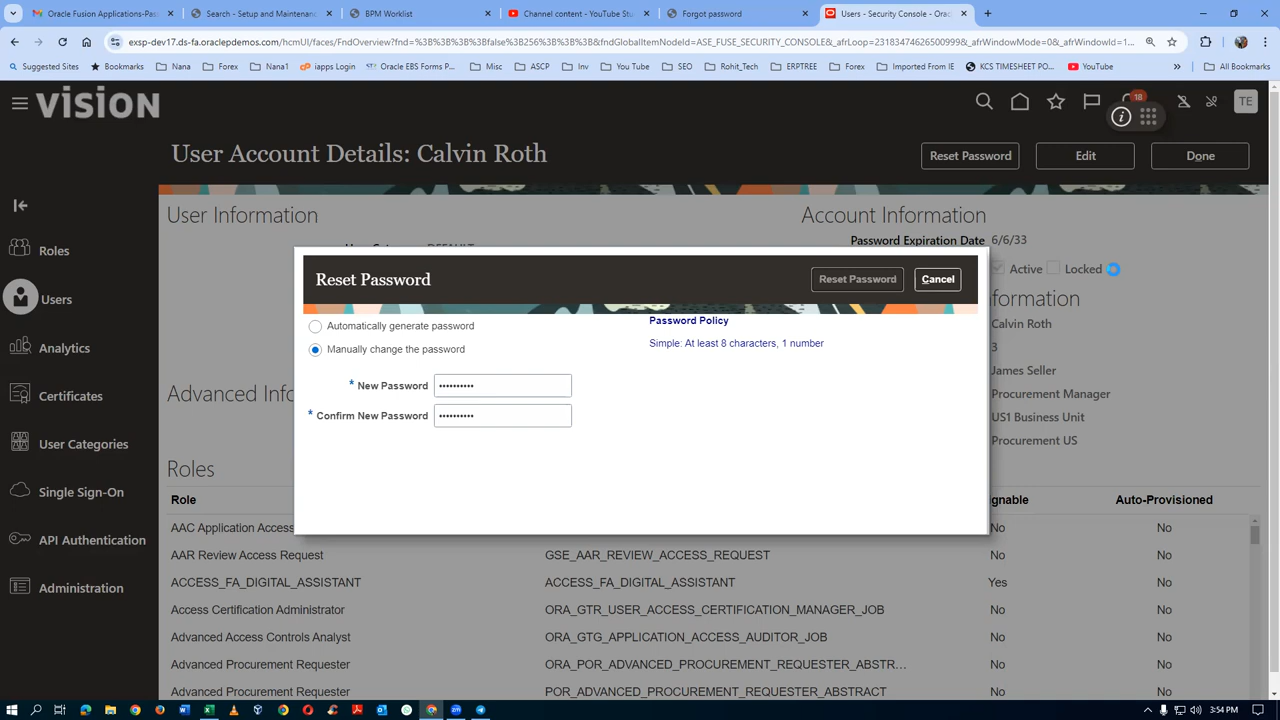 Oracle Fusion Applications-Pass
Search - Setup and Maintenanc
BPM Worklist
Channel content - YouTube Stu
Forgot password
Users - Security Console - Orac
exsp-dev17.ds-fa.oraclepdemos.com/hcmUI/faces/FndOverview?fnd=%3B%3B%3B%3Bfalse%3B256%3B%3B%3B&fndGlobalItemNodeId=ASE_FUSE_SECURITY_CONSOLE&_afrLoop=23183474626500999&_afrWindowMode=0&_afrWindowId=1...
Suggested Sites
Bookmarks
Nana
Forex
Nana1
iapps Login
Oracle EBS Forms P...
Misc
ASCP
Inv
You Tube
SEO
Rohit_Tech
ERPTREE
Forex
Imported From IE
KCS TIMESHEET PO...
YouTube
»
All Bookmarks
VISION
18
TE
User Account Details: Calvin Roth
Reset Password
Edit
Done
Roles
Users
Analytics
Certificates
User Categories
Single Sign-On
API Authentication
Administration
User Information
Account Information
DEFAULT
Password Expiration Date 6/6/33
Active
Locked
Calvin Roth
3
James Seller
Procurement Manager
US1 Business Unit
Procurement US
Advanced Info
Reset Password
Reset Password
Cancel
Automatically generate password
Manually change the password
Password Policy
Simple: At least 8 characters, 1 number
* New Password ••••••••••
* Confirm New Password ••••••••••
Roles
Role
Auto-Provisioned
AAC Application Access
No
No
AAR Review Access Request
GSE_AAR_REVIEW_ACCESS_REQUEST
No
No
ACCESS_FA_DIGITAL_ASSISTANT
ACCESS_FA_DIGITAL_ASSISTANT
Yes
No
Access Certification Administrator
ORA_GTR_USER_ACCESS_CERTIFICATION_MANAGER_JOB
No
No
Advanced Access Controls Analyst
ORA_GTG_APPLICATION_ACCESS_AUDITOR_JOB
No
No
Advanced Procurement Requester
ORA_POR_ADVANCED_PROCUREMENT_REQUESTER_ABSTR...
No
No
Advanced Procurement Requester
POR_ADVANCED_PROCUREMENT_REQUESTER_ABSTRACT
No
No
3:54 PM